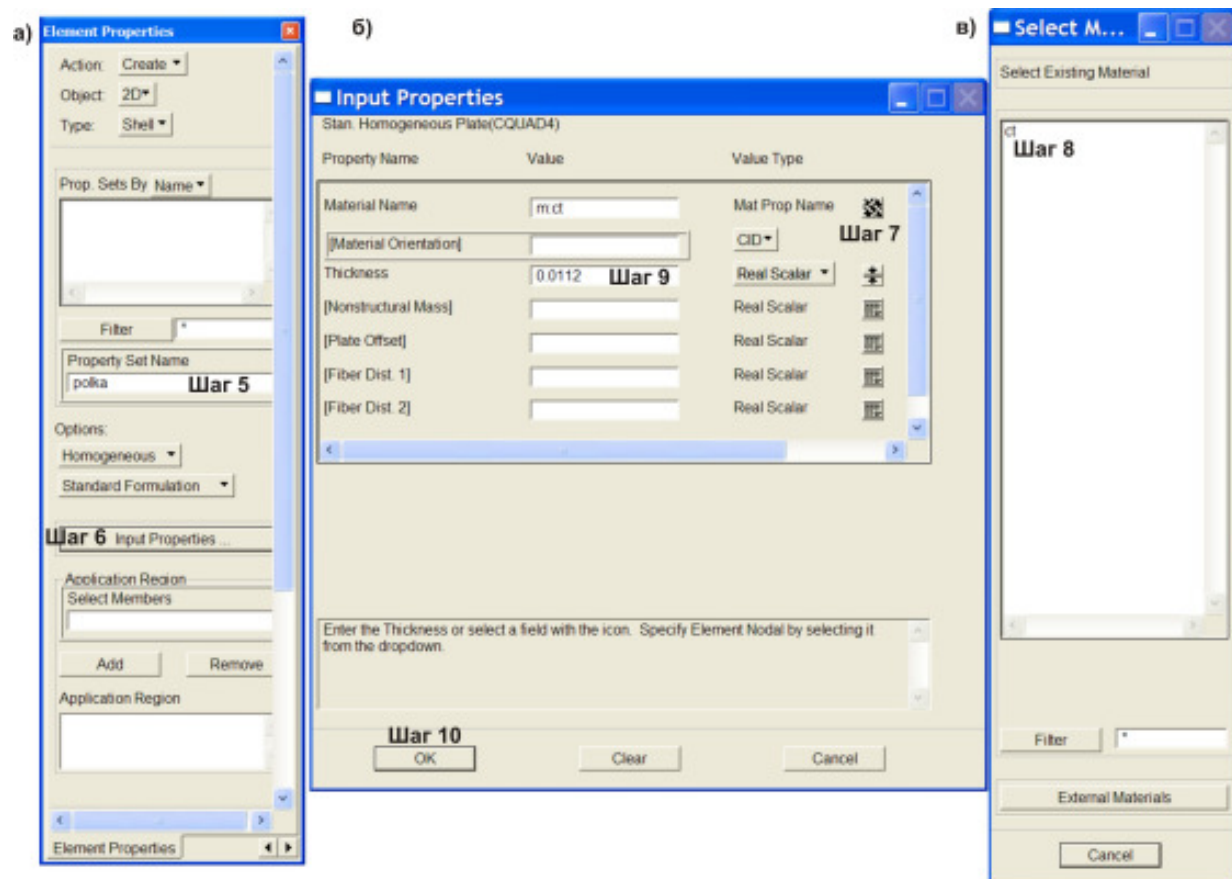 а)
Element Properties
Action: Create
Object: 2D
Type: Shell
Prop. Sets By Name
Filter *
Property Set Name
polka Шаг 5
Options:
Homogeneous
Standard Formulation
Шаг 6 Input Properties ...
Application Region
Select Members
Add Remove
Application Region
Element Properties
б)
Input Properties
Stan. Homogeneous Plate(CQUAD4)
Property Name Value Value Type
Material Name m:ct Mat Prop Name
Шаг 7
[Material Orientation] CID
Thickness 0.0112 Шаг 9 Real Scalar
[Nonstructural Mass] Real Scalar
[Plate Offset] Real Scalar
[Fiber Dist. 1] Real Scalar
[Fiber Dist. 2] Real Scalar
Enter the Thickness or select a field with the icon. Specify Element Nodal by selecting it
from the dropdown.
Шаг 10
OK Clear Cancel
в)
Select M...
Select Existing Material
ct
Шаг 8
Filter *
External Materials
Cancel